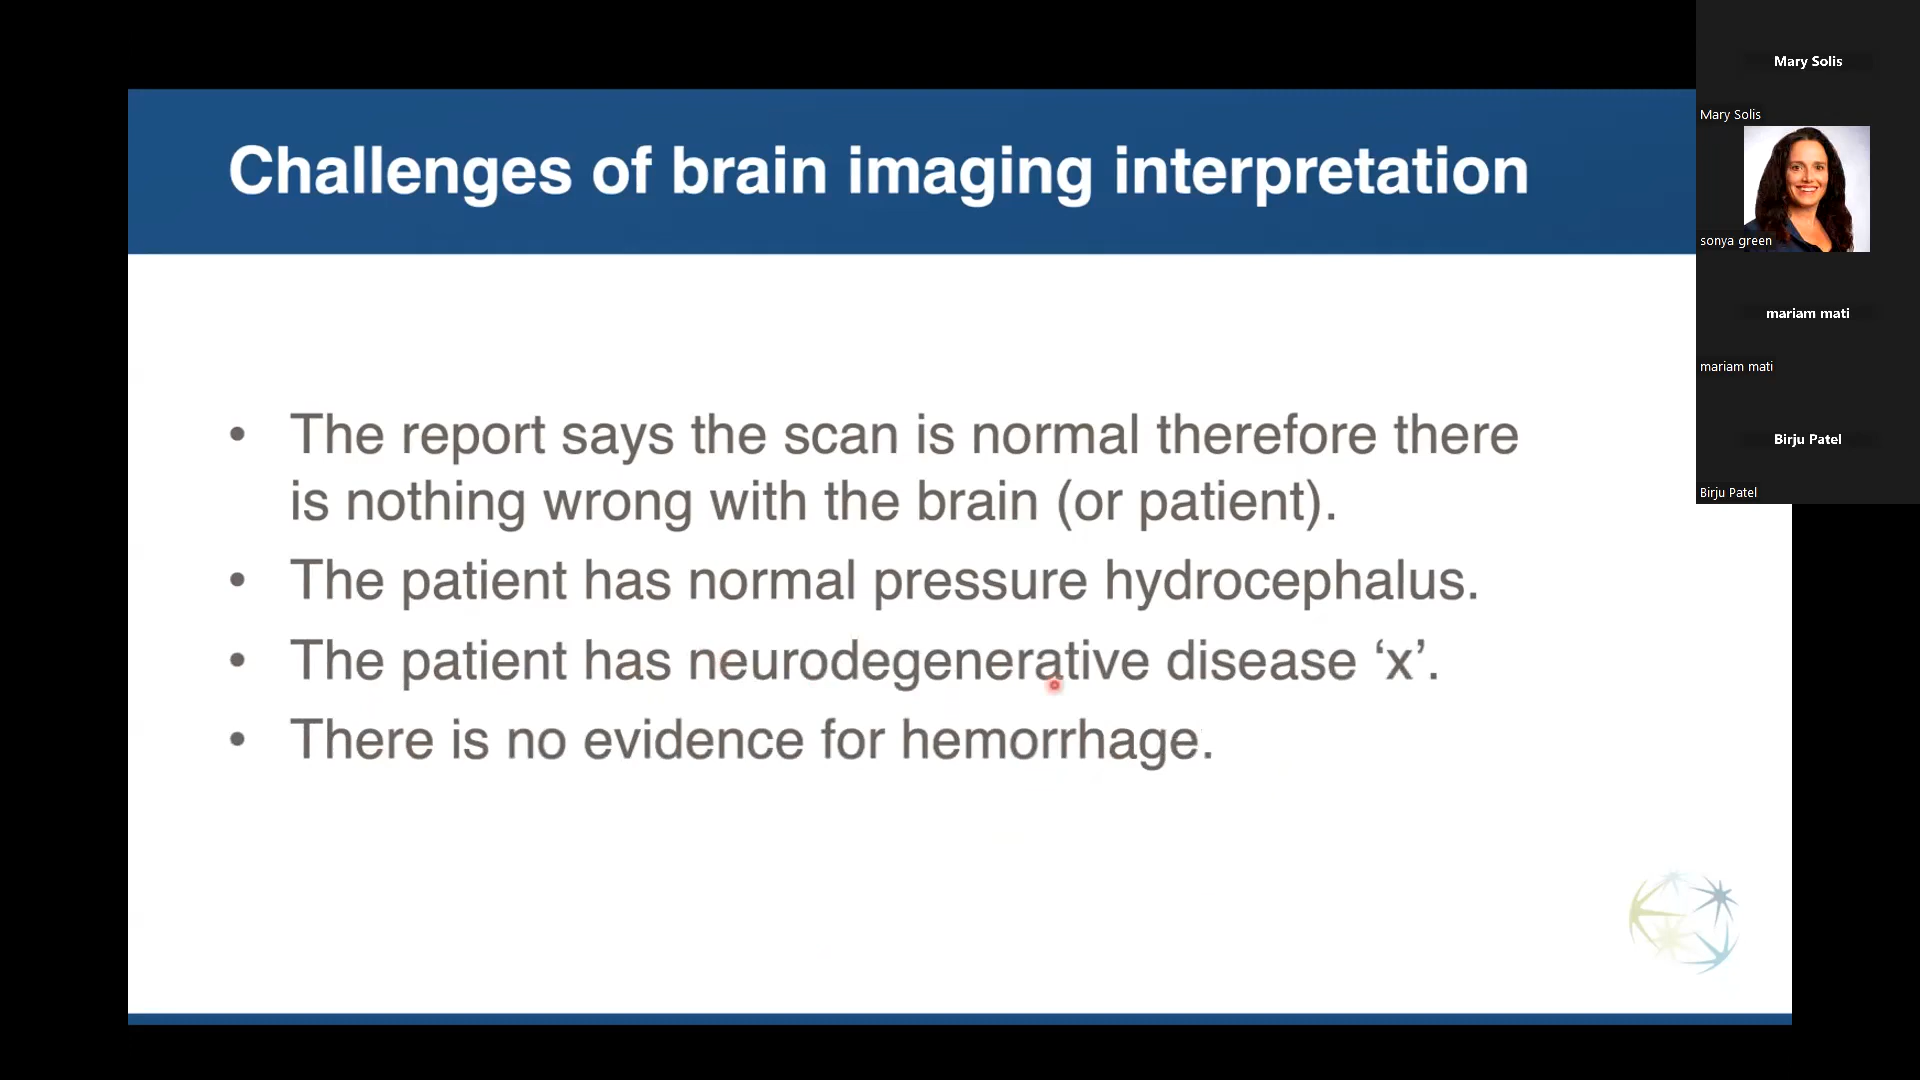 Challenges of brain imaging interpretation
• The report says the scan is normal therefore there
is nothing wrong with the brain (or patient).
• The patient has normal pressure hydrocephalus.
• The patient has neurodegenerative disease ‘x’.
• There is no evidence for hemorrhage.
Mary Solis
Mary Solis
sonya green
mariam mati
mariam mati
Birju Patel
Birju Patel